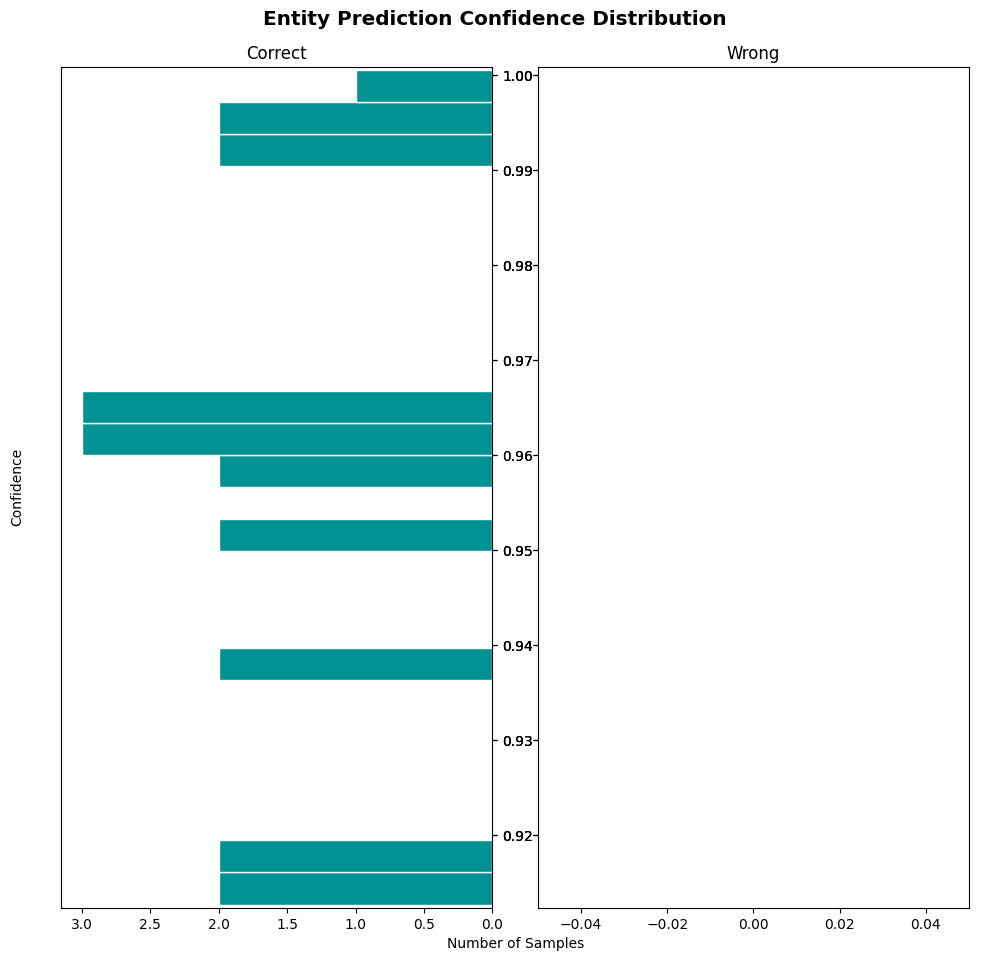 Entity Prediction Confidence Distribution
Correct
Wrong
1.00
0.99
0.98
0.97
0.96
0.95
0.94
0.93
0.92
Confidence
3.0 2.5 2.0 1.5 1.0 0.5 0.0
−0.04 −0.02 0.00 0.02 0.04
Number of Samples